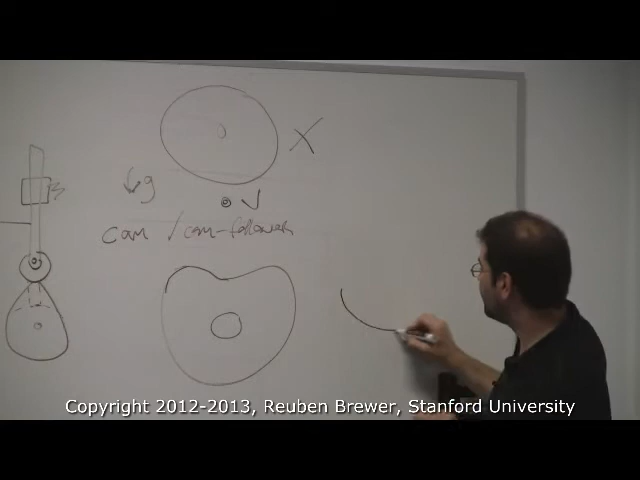 X
g
V
cam / cam-follower
Copyright 2012-2013, Reuben Brewer, Stanford University